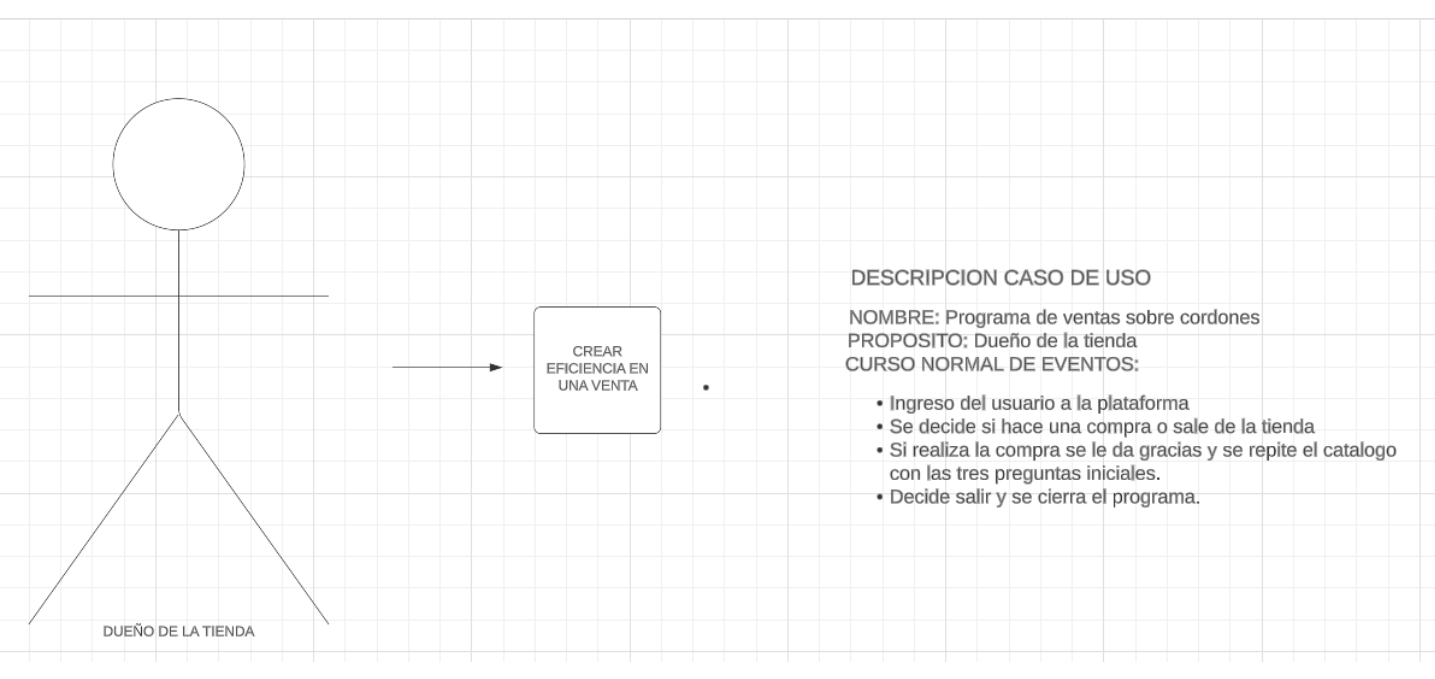 CREAR
EFICIENCIA EN
UNA VENTA
DUEÑO DE LA TIENDA
DESCRIPCION CASO DE USO
NOMBRE: Programa de ventas sobre cordones
PROPOSITO: Dueño de la tienda
CURSO NORMAL DE EVENTOS:
• Ingreso del usuario a la plataforma
• Se decide si hace una compra o sale de la tienda
• Si realiza la compra se le da gracias y se repite el catalogo
con las tres preguntas iniciales.
• Decide salir y se cierra el programa.